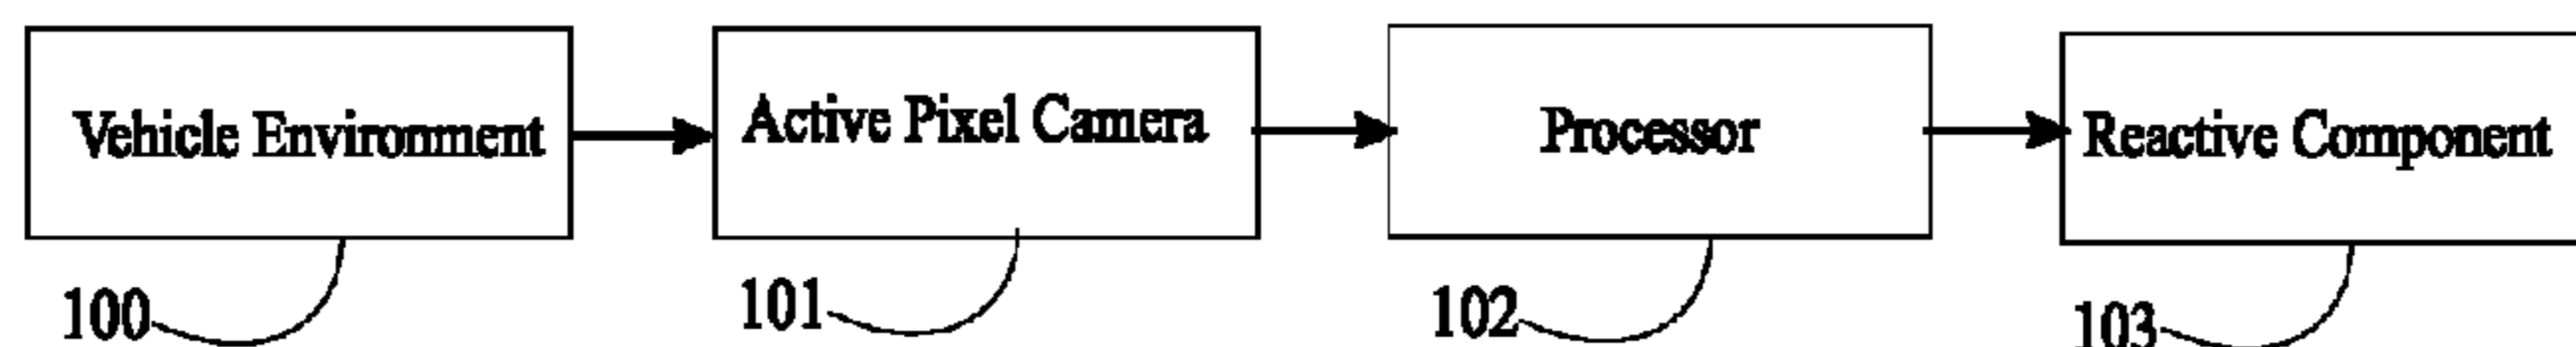 Vehicle Environment
Active Pixel Camera
Processor
Reactive Component
100
101
102
103